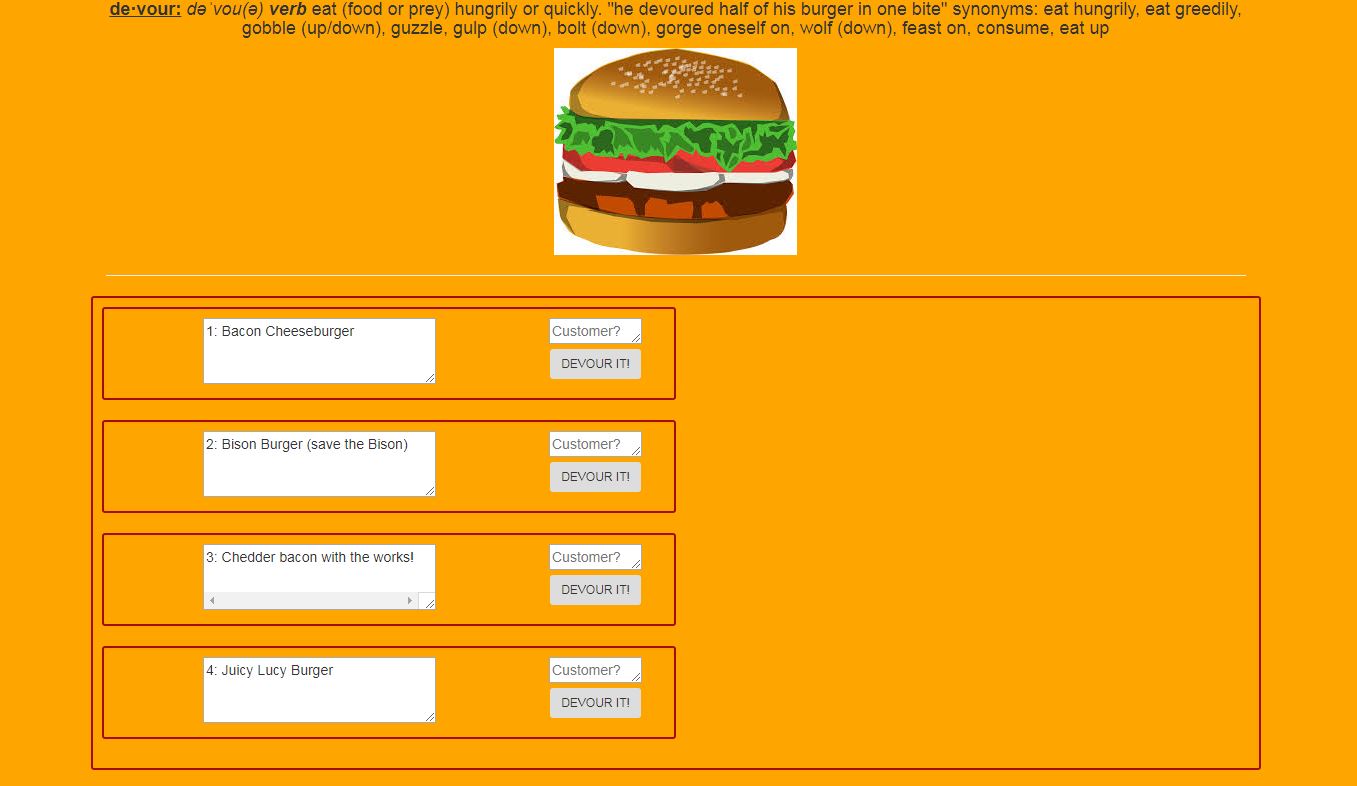 de·vour: dəˈvou(ə) verb eat (food or prey) hungrily or quickly. "he devoured half of his burger in one bite" synonyms: eat hungrily, eat greedily,
gobble (up/down), guzzle, gulp (down), bolt (down), gorge oneself on, wolf (down), feast on, consume, eat up
1: Bacon Cheeseburger
Customer?
DEVOUR IT!
2: Bison Burger (save the Bison)
Customer?
DEVOUR IT!
3: Chedder bacon with the works!
Customer?
DEVOUR IT!
4: Juicy Lucy Burger
Customer?
DEVOUR IT!